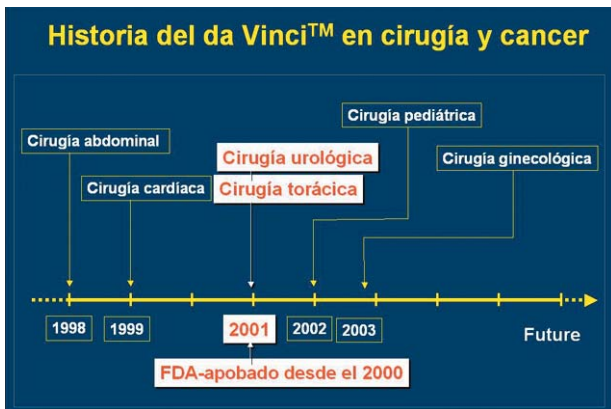 Historia del da Vinci™ en cirugía y cancer
Cirugía pediátrica
Cirugía abdominal
Cirugía urológica
Cirugía ginecológica
Cirugía cardíaca
Cirugía torácica
1998
1999
2001
2002
2003
Future
FDA-apobado desde el 2000